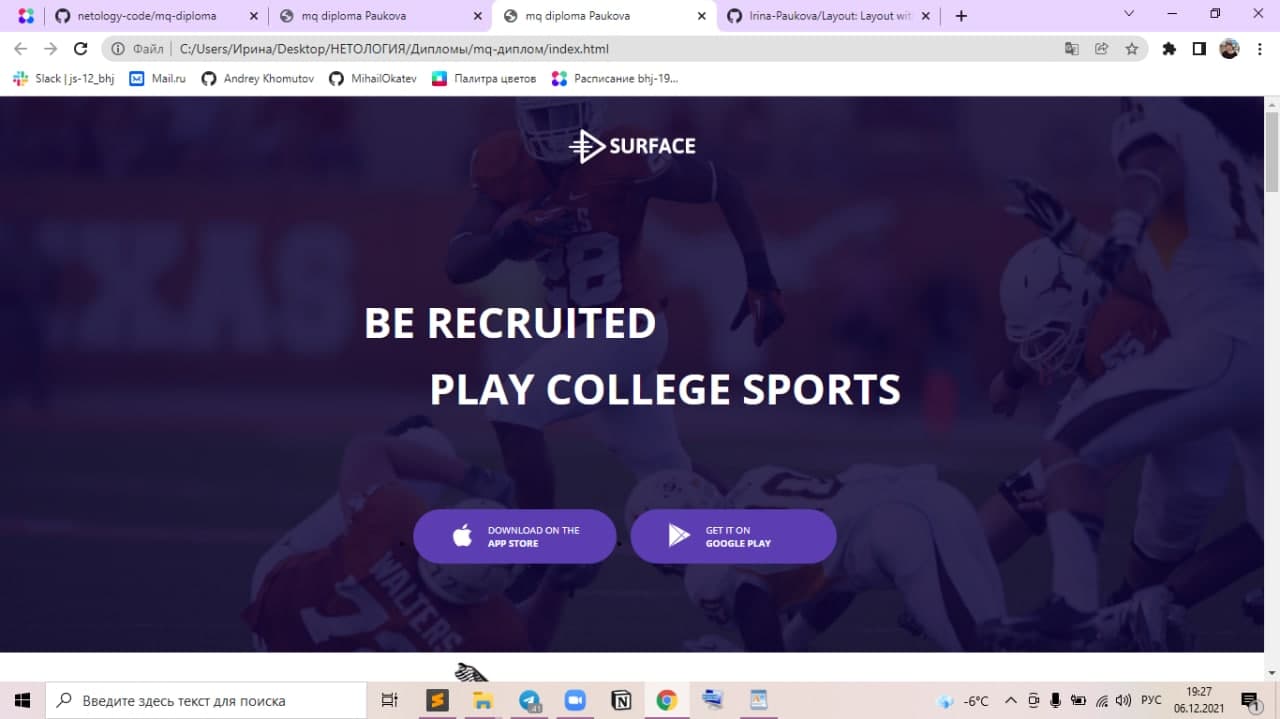 netology-code/mq-diploma
mq diploma Paukova
mq diploma Paukova
Irina-Paukova/Layout: Layout wit
Файл
C:/Users/Ирина/Desktop/НЕТОЛОГИЯ/Дипломы/mq-диплом/index.html
Slack | js-12_bhj
Mail.ru
Andrey Khomutov
MihailOkatev
Палитра цветов
Расписание bhj-19...
SURFACE
BE RECRUITED
PLAY COLLEGE SPORTS
DOWNLOAD ON THE
APP STORE
GET IT ON
GOOGLE PLAY
WALTERS
Введите здесь текст для поиска
41
-6°C
РУС
19:27
06.12.2021
1